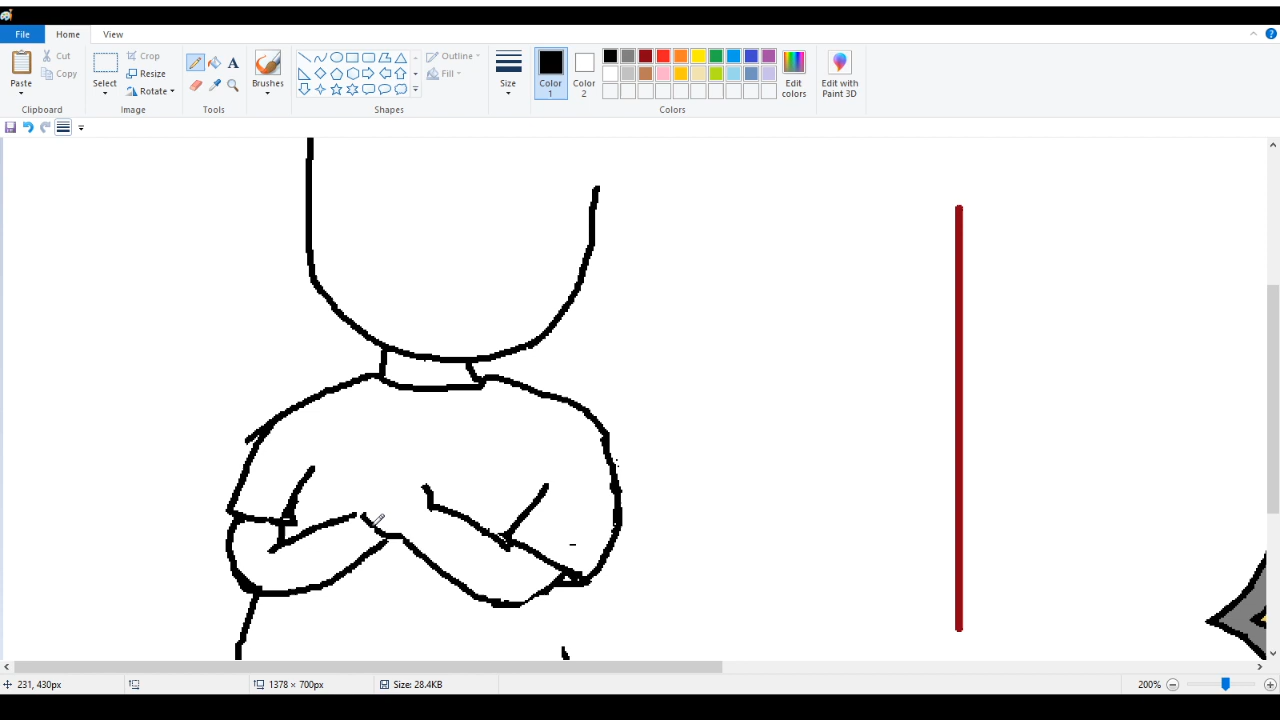 File Home View
Paste Cut Copy Select Crop Resize Rotate Brushes Outline Fill Size Color 1 Color 2 Edit colors Edit with Paint 3D
Clipboard Image Tools Shapes Colors
231, 430px 1378 × 700px Size: 28.4KB 200%